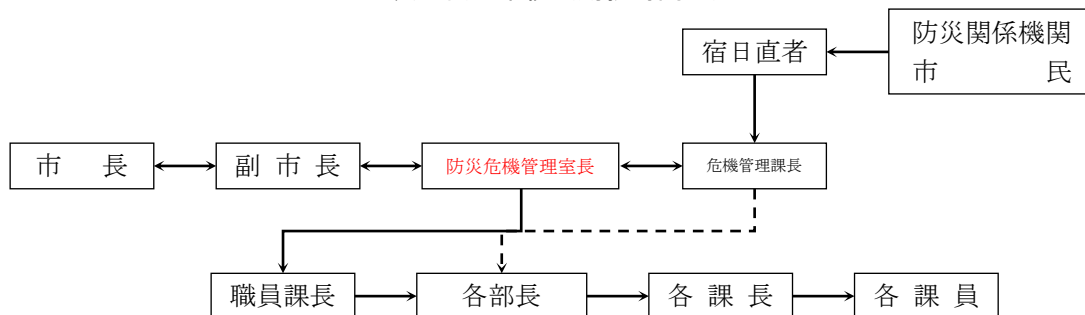 防災関係機関
市民
宿日直者
市長
副市長
防災危機管理室長
危機管理課長
職員課長
各部長
各課長
各課員